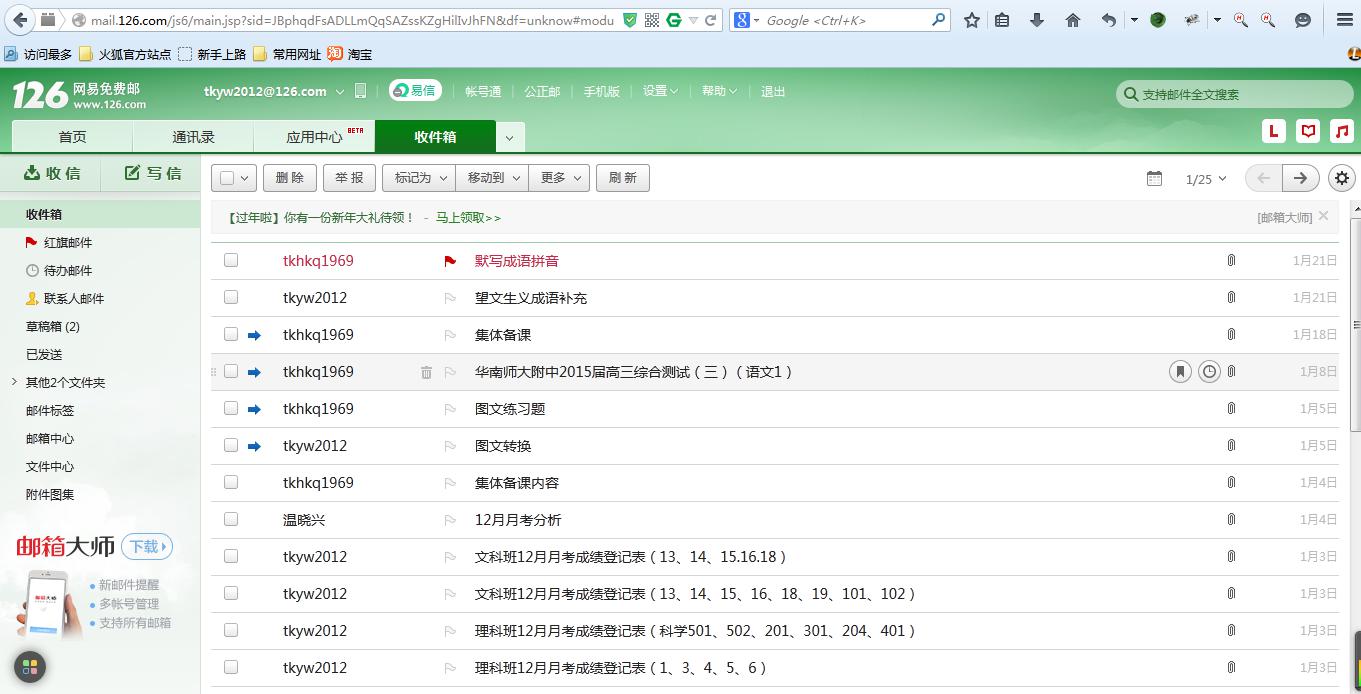 mail.126.com/js6/main.jsp?sid=JBphqdFsADLLmQqSAZssKZgHilIvJhFN&df=unknow#modu
Google <Ctrl+K>
访问最多 火狐官方站点 新手上路 常用网址 淘宝
126 网易免费邮 www.126.com tkyw2012@126.com 易信 帐号通 公正邮 手机版 设置 帮助 退出 支持邮件全文搜索
首页 通讯录 应用中心 BETA 收件箱
收信 写信 删 除 举 报 标记为 移动到 更多 刷 新 1/25
收件箱
红旗邮件
待办邮件
联系人邮件
草稿箱 (2)
已发送
其他2个文件夹
邮件标签
邮箱中心
文件中心
附件图集
邮箱大师 下载
新邮件提醒
多帐号管理
支持所有邮箱
【过年啦】你有一份新年大礼待领！ - 马上领取>> [邮箱大师]
tkhkq1969 默写成语拼音 1月21日
tkyw2012 望文生义成语补充 1月21日
tkhkq1969 集体备课 1月18日
tkhkq1969 华南师大附中2015届高三综合测试（三）（语文1） 1月8日
tkhkq1969 图文练习题 1月5日
tkyw2012 图文转换 1月5日
tkhkq1969 集体备课内容 1月4日
温晓兴 12月月考分析 1月4日
tkyw2012 文科班12月月考成绩登记表（13、14、15.16.18） 1月3日
tkyw2012 文科班12月月考成绩登记表（13、14、15、16、18、19、101、102） 1月3日
tkyw2012 理科班12月月考成绩登记表（科学501、502、201、301、204、401） 1月3日
tkyw2012 理科班12月月考成绩登记表（1、3、4、5、6） 1月3日